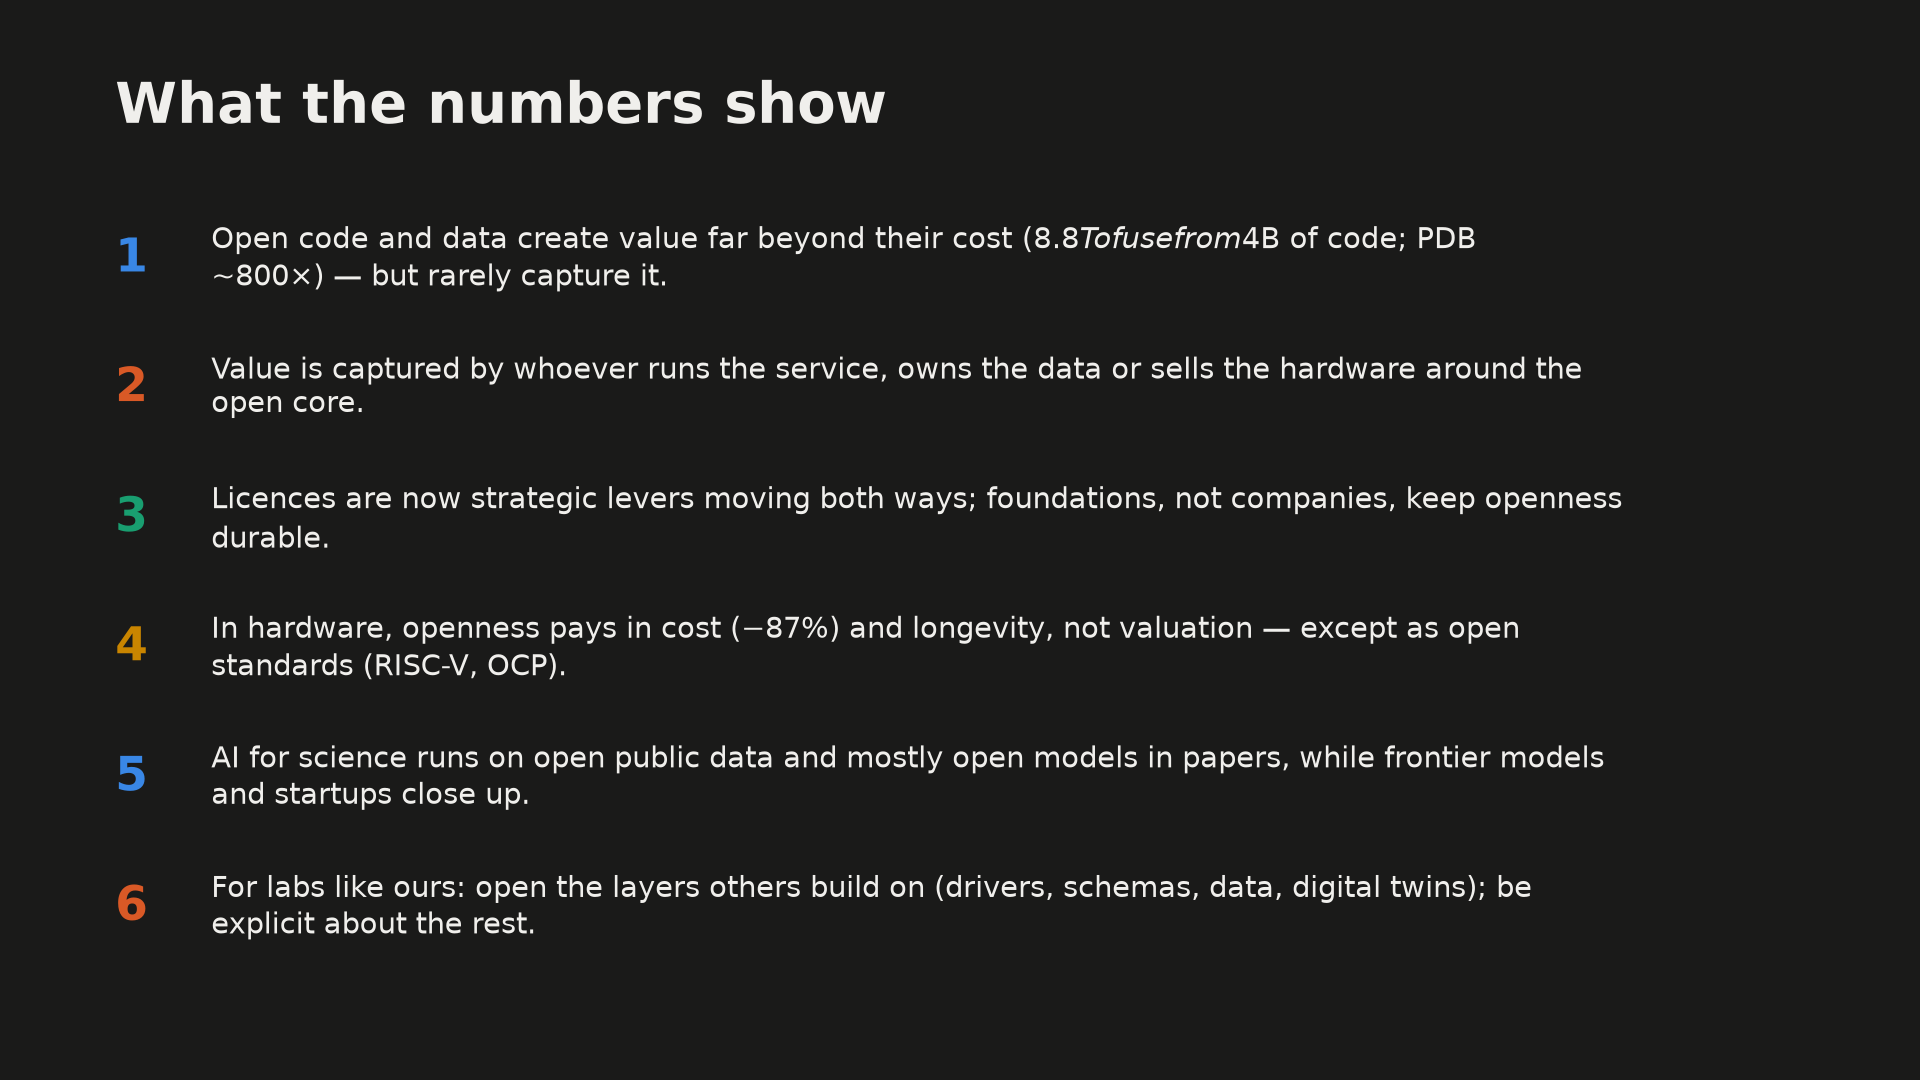 What the numbers show
1 Open code and data create value far beyond their cost (8.8Tofusefrom4B of code; PDB
~800×) — but rarely capture it.
2 Value is captured by whoever runs the service, owns the data or sells the hardware around the
open core.
3 Licences are now strategic levers moving both ways; foundations, not companies, keep openness
durable.
4 In hardware, openness pays in cost (−87%) and longevity, not valuation — except as open
standards (RISC-V, OCP).
5 AI for science runs on open public data and mostly open models in papers, while frontier models
and startups close up.
6 For labs like ours: open the layers others build on (drivers, schemas, data, digital twins); be
explicit about the rest.